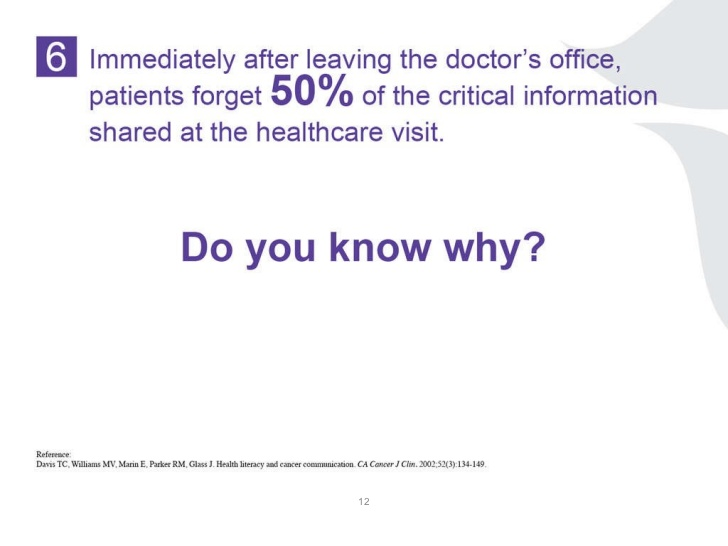 6 Immediately after leaving the doctor's office,
patients forget 50% of the critical information
shared at the healthcare visit.
Do you know why?
Reference:
Davis TC, Williams MV, Marin E, Parker RM, Glass J. Health literacy and cancer communication. CA Cancer J Clin. 2002;52(3):134-149.
12